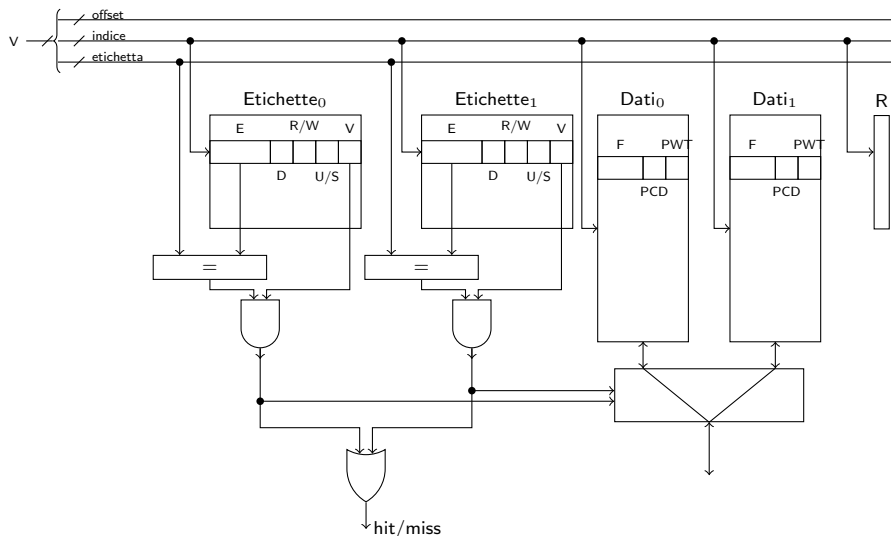 offset
V indice
etichetta
Etichette₀ Etichette₁ Dati₀ Dati₁ R
E R/W V E R/W V F PWT F PWT
D U/S D U/S PCD PCD
= =
hit/miss